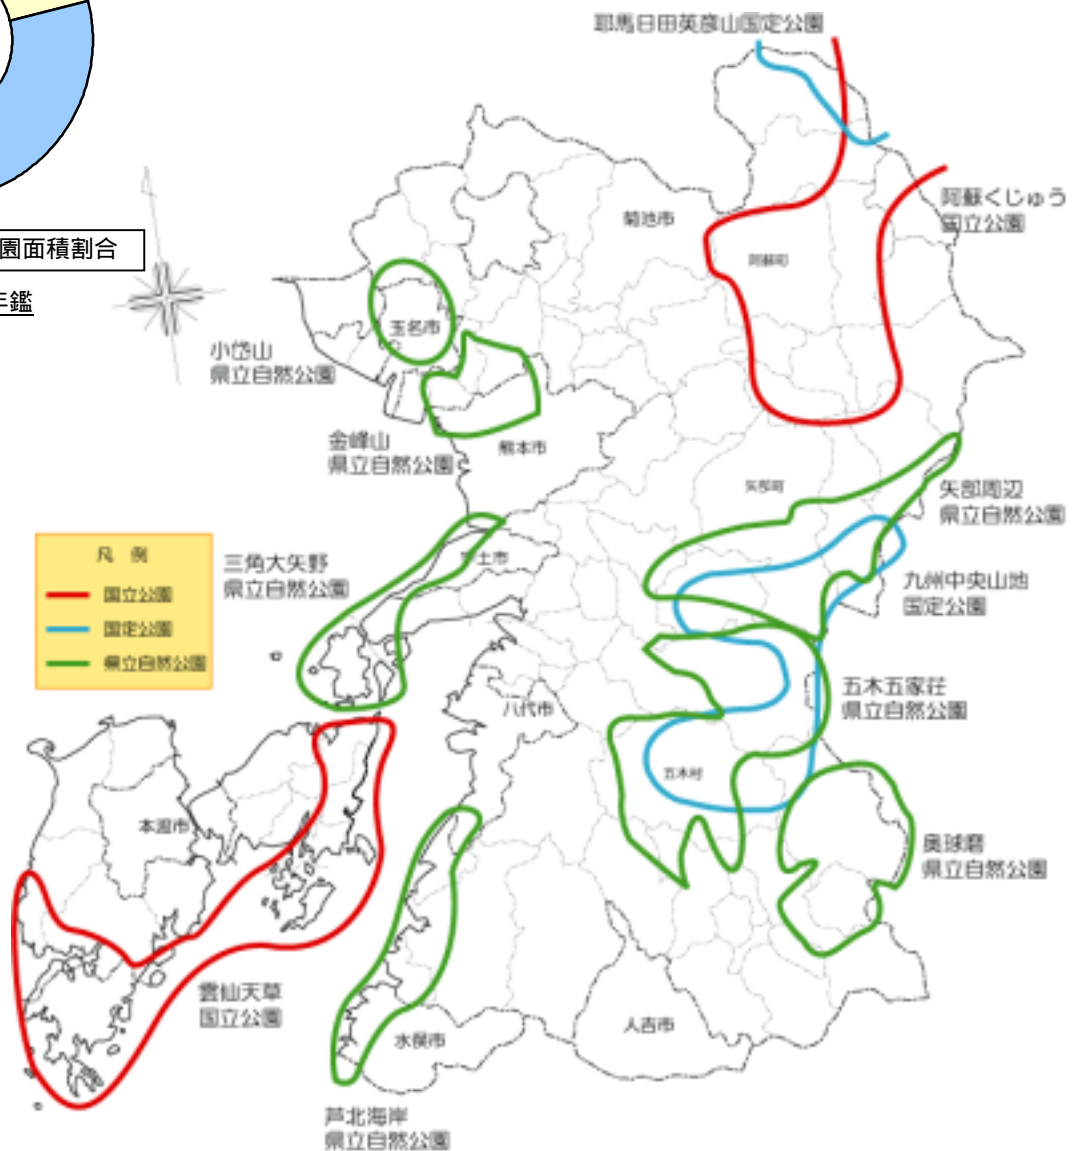 耶馬日田英彦山国定公園
阿蘇くじゅう
国立公園
菊池市
阿蘇町
園面積割合
年鑑
玉名市
小岱山
県立自然公園
金峰山
県立自然公園
熊本市
矢部町
矢部周辺
県立自然公園
凡 例
国立公園
国定公園
県立自然公園
三角大矢野
県立自然公園
土市
九州中央山地
国定公園
五木五家荘
県立自然公園
八代市
五木村
本渡市
奥球磨
県立自然公園
雲仙天草
国立公園
人吉市
水俣市
芦北海岸
県立自然公園